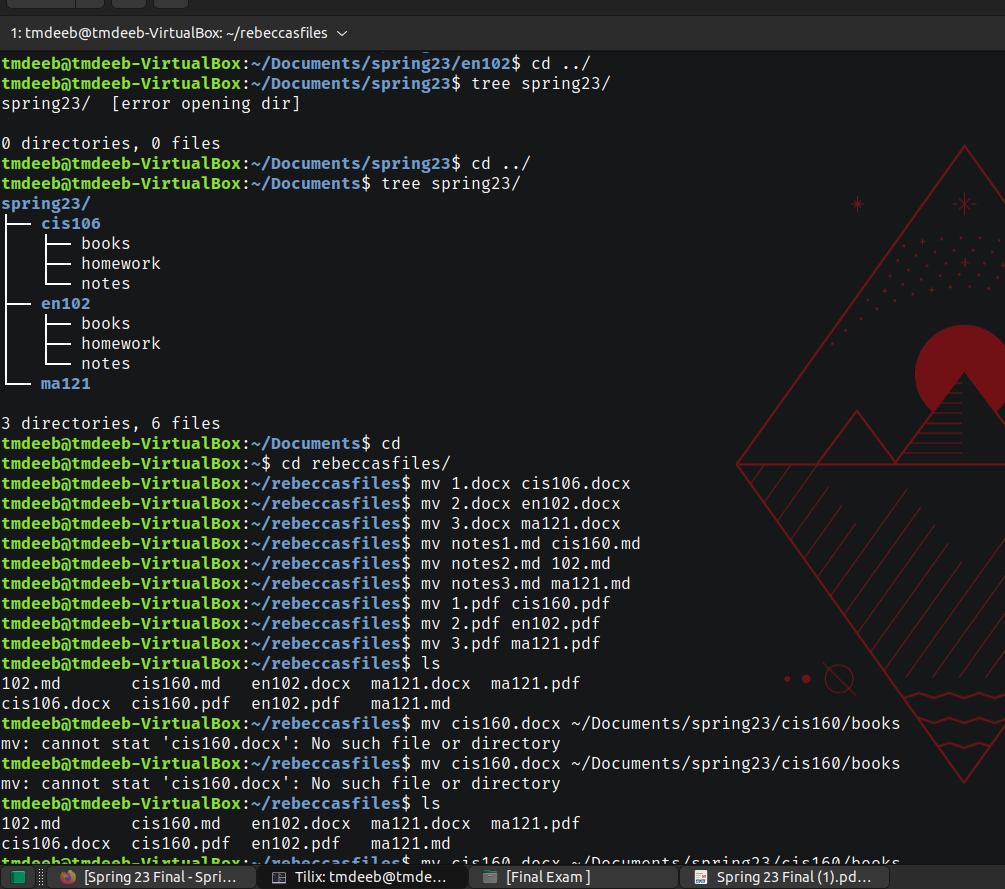 1: tmdeeb@tmdeeb-VirtualBox: ~/rebeccasfiles
tmdeeb@tmdeeb-VirtualBox:~/Documents/spring23/en102$ cd ../
tmdeeb@tmdeeb-VirtualBox:~/Documents/spring23$ tree spring23/
spring23/  [error opening dir]
0 directories, 0 files
tmdeeb@tmdeeb-VirtualBox:~/Documents/spring23$ cd ../
tmdeeb@tmdeeb-VirtualBox:~/Documents$ tree spring23/
spring23/
cis106
books
homework
notes
en102
books
homework
notes
ma121
3 directories, 6 files
tmdeeb@tmdeeb-VirtualBox:~/Documents$ cd
tmdeeb@tmdeeb-VirtualBox:~$ cd rebeccasfiles/
tmdeeb@tmdeeb-VirtualBox:~/rebeccasfiles$ mv 1.docx cis106.docx
tmdeeb@tmdeeb-VirtualBox:~/rebeccasfiles$ mv 2.docx en102.docx
tmdeeb@tmdeeb-VirtualBox:~/rebeccasfiles$ mv 3.docx ma121.docx
tmdeeb@tmdeeb-VirtualBox:~/rebeccasfiles$ mv notes1.md cis160.md
tmdeeb@tmdeeb-VirtualBox:~/rebeccasfiles$ mv notes2.md 102.md
tmdeeb@tmdeeb-VirtualBox:~/rebeccasfiles$ mv notes3.md ma121.md
tmdeeb@tmdeeb-VirtualBox:~/rebeccasfiles$ mv 1.pdf cis160.pdf
tmdeeb@tmdeeb-VirtualBox:~/rebeccasfiles$ mv 2.pdf en102.pdf
tmdeeb@tmdeeb-VirtualBox:~/rebeccasfiles$ mv 3.pdf ma121.pdf
tmdeeb@tmdeeb-VirtualBox:~/rebeccasfiles$ ls
102.md       cis160.md   en102.docx  ma121.docx  ma121.pdf
cis106.docx  cis160.pdf  en102.pdf   ma121.md
tmdeeb@tmdeeb-VirtualBox:~/rebeccasfiles$ mv cis160.docx ~/Documents/spring23/cis160/books
mv: cannot stat 'cis160.docx': No such file or directory
tmdeeb@tmdeeb-VirtualBox:~/rebeccasfiles$ mv cis160.docx ~/Documents/spring23/cis160/books
mv: cannot stat 'cis160.docx': No such file or directory
tmdeeb@tmdeeb-VirtualBox:~/rebeccasfiles$ ls
102.md       cis160.md   en102.docx  ma121.docx  ma121.pdf
cis106.docx  cis160.pdf  en102.pdf   ma121.md
tmdeeb@tmdeeb-VirtualBox:~/rebeccasfiles$ mv cis160.docx ~/Documents/spring23/cis160/books
[Spring 23 Final - Spri...
Tilix: tmdeeb@tmde...
[Final Exam ]
Spring 23 Final (1).pd...